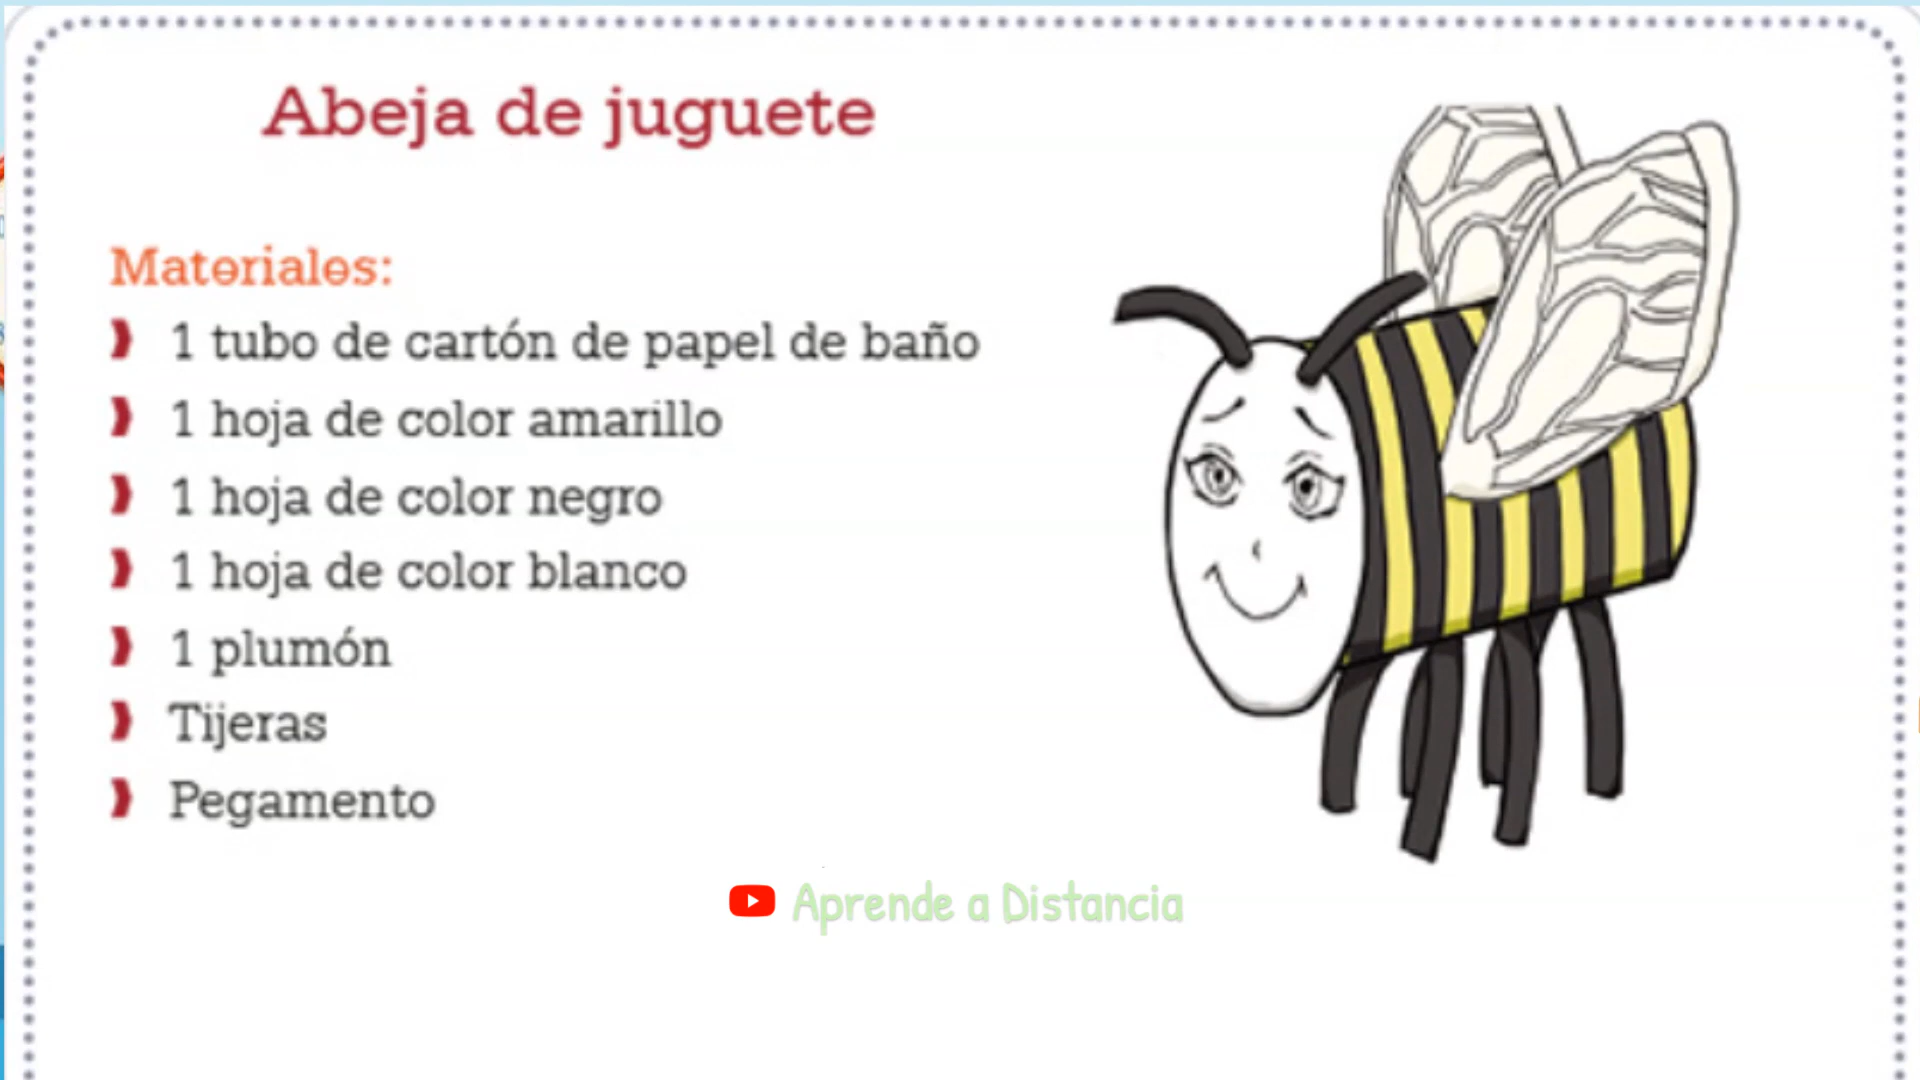 Abeja de juguete
Materiales:
1 tubo de cartón de papel de baño
1 hoja de color amarillo
1 hoja de color negro
1 hoja de color blanco
1 plumón
Tijeras
Pegamento
Aprende a Distancia